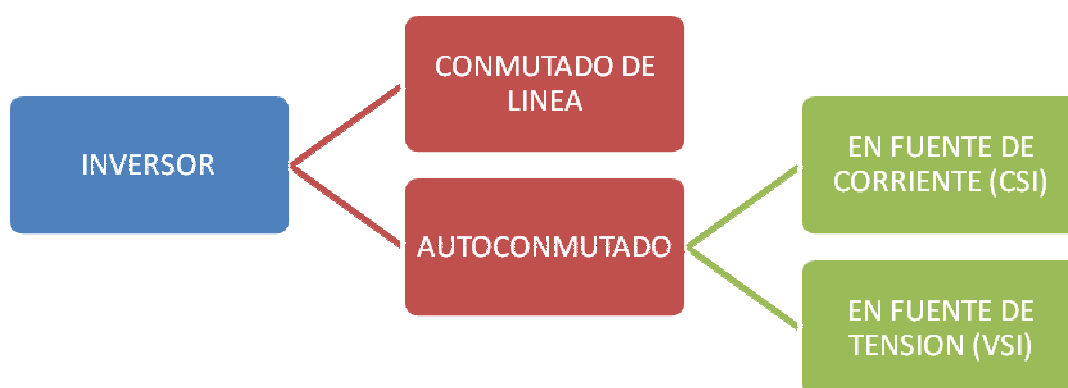 INVERSOR
CONMUTADO DE
LINEA
AUTOCONMUTADO
EN FUENTE DE
CORRIENTE (CSI)
EN FUENTE DE
TENSION (VSI)